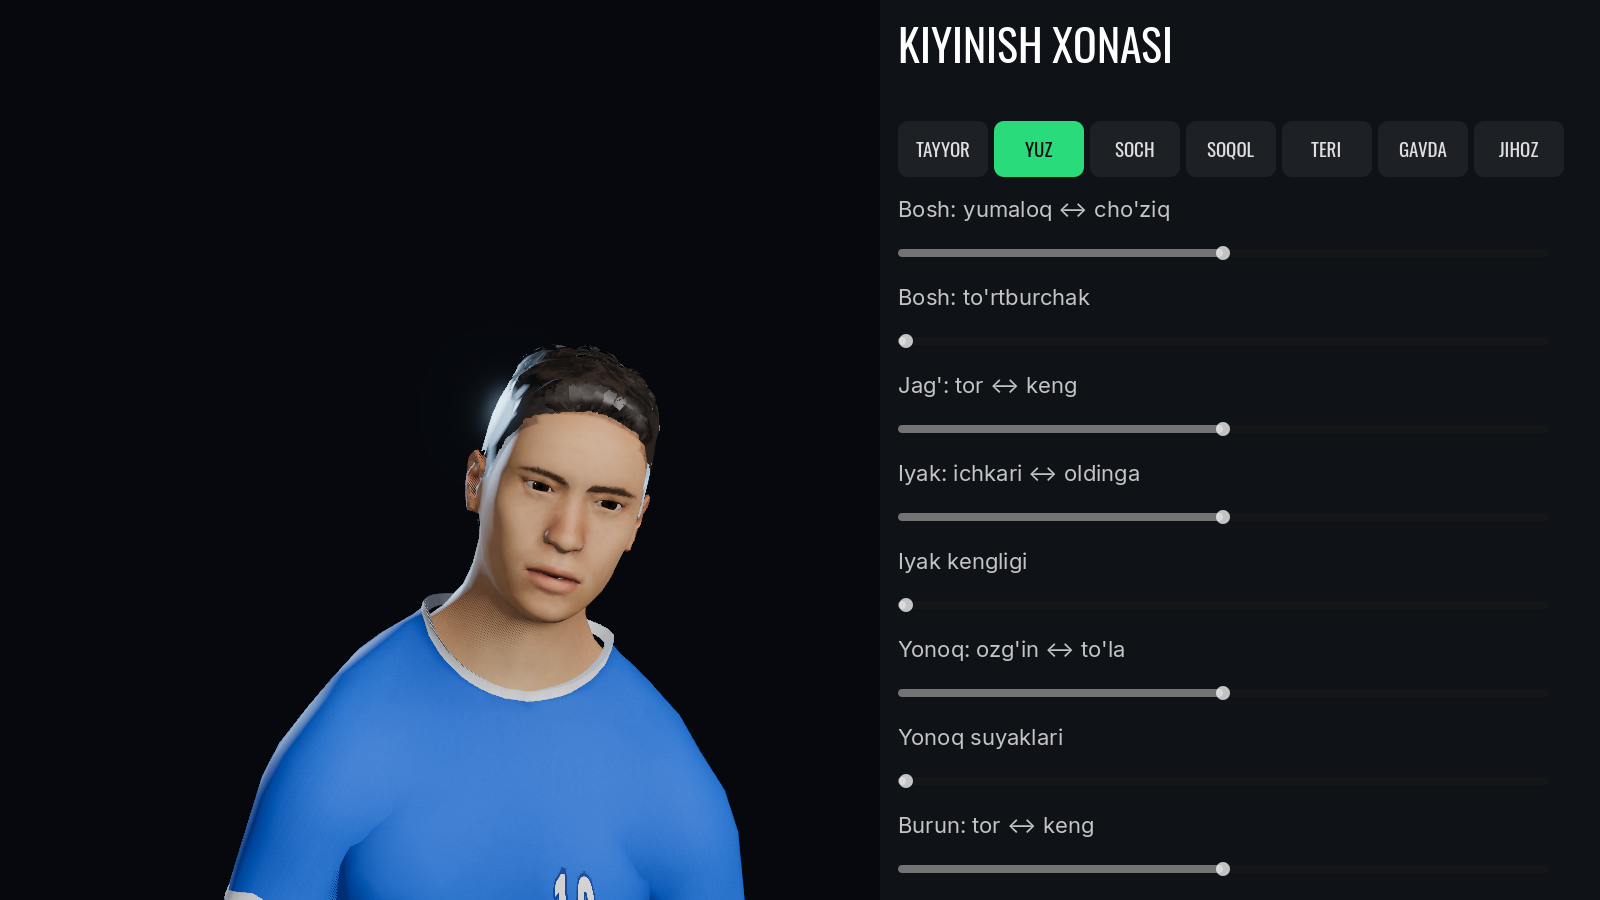 KIYINISH XONASI
TAYYOR YUZ SOCH SOQOL TERI GAVDA JIHOZ
Bosh: yumaloq ↔ cho'ziq
Bosh: to'rtburchak
Jag': tor ↔ keng
Iyak: ichkari ↔ oldinga
Iyak kengligi
Yonoq: ozg'in ↔ to'la
Yonoq suyaklari
Burun: tor ↔ keng